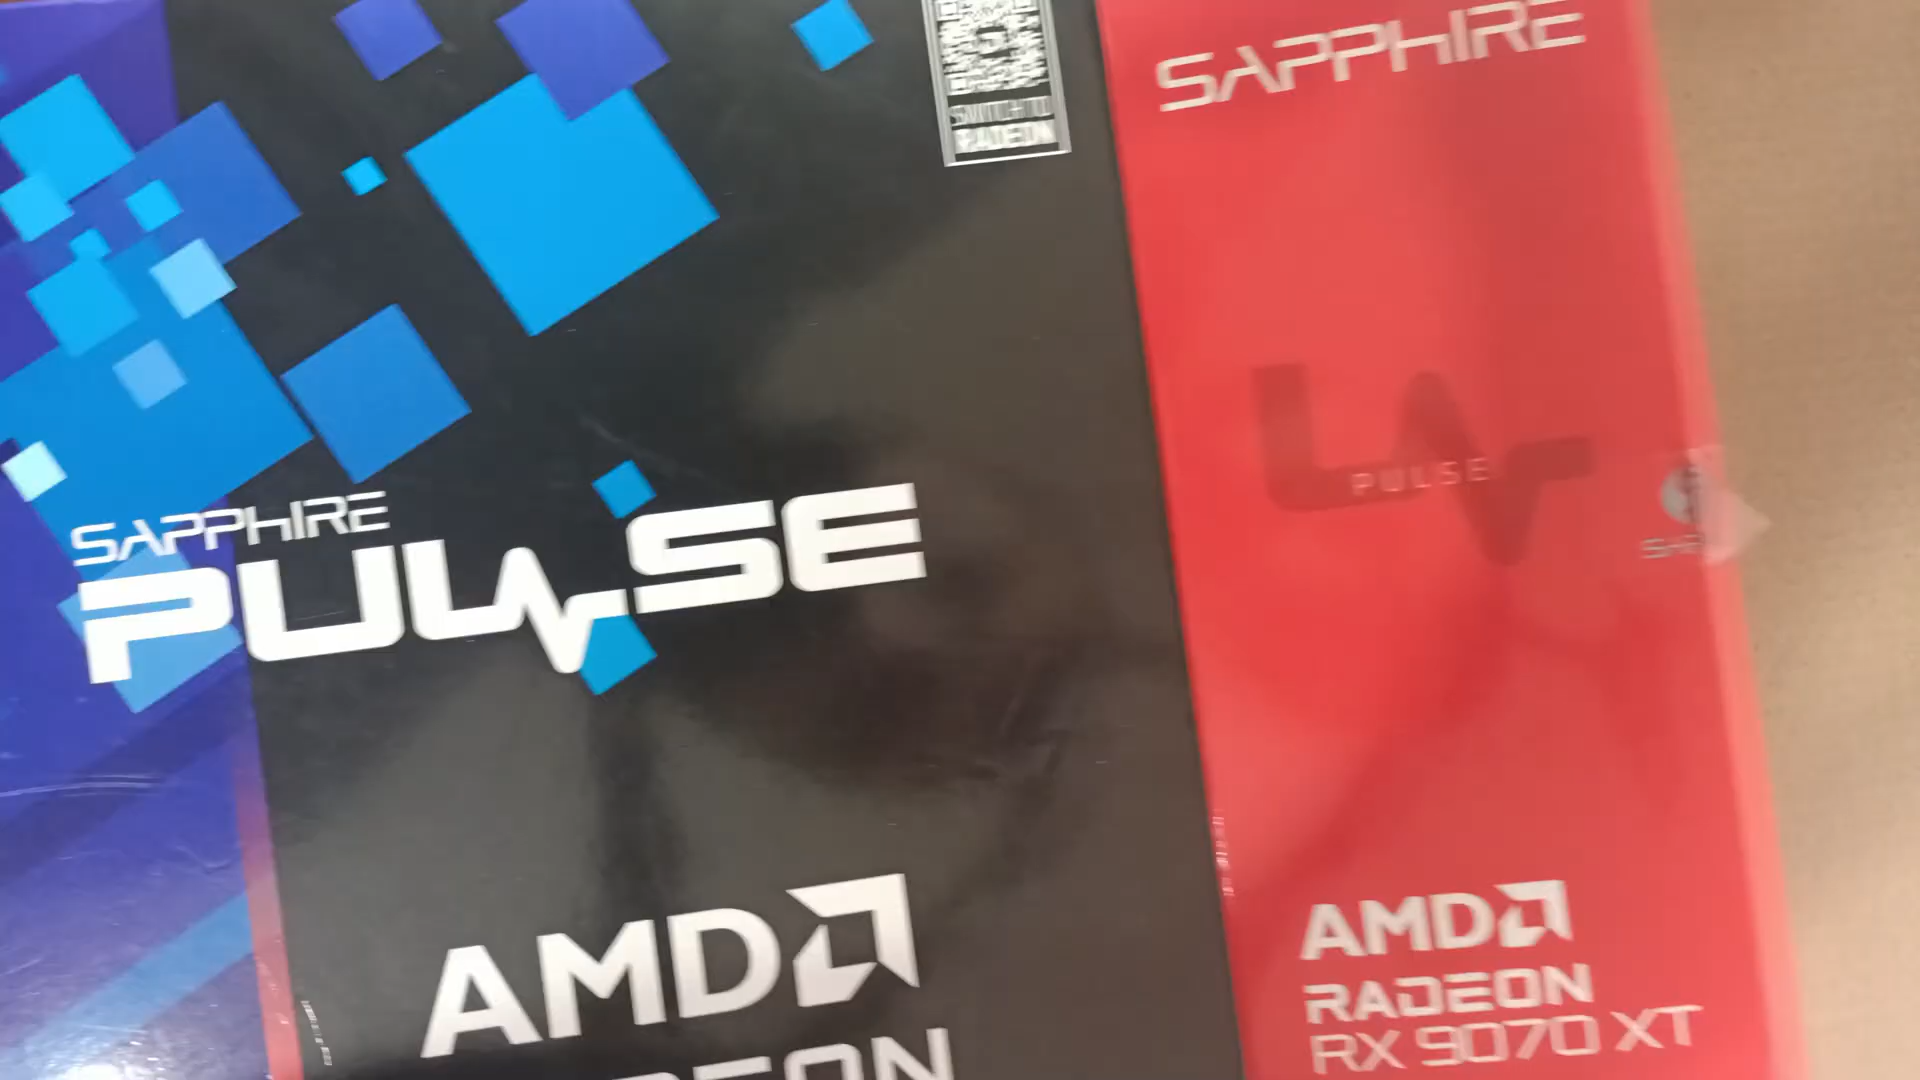 SWITCH TO
RADEON
SAPPHIRE
PULSE
AMD
SAPPHIRE
PULSE
AMD
RADEON
RX 9070 XT